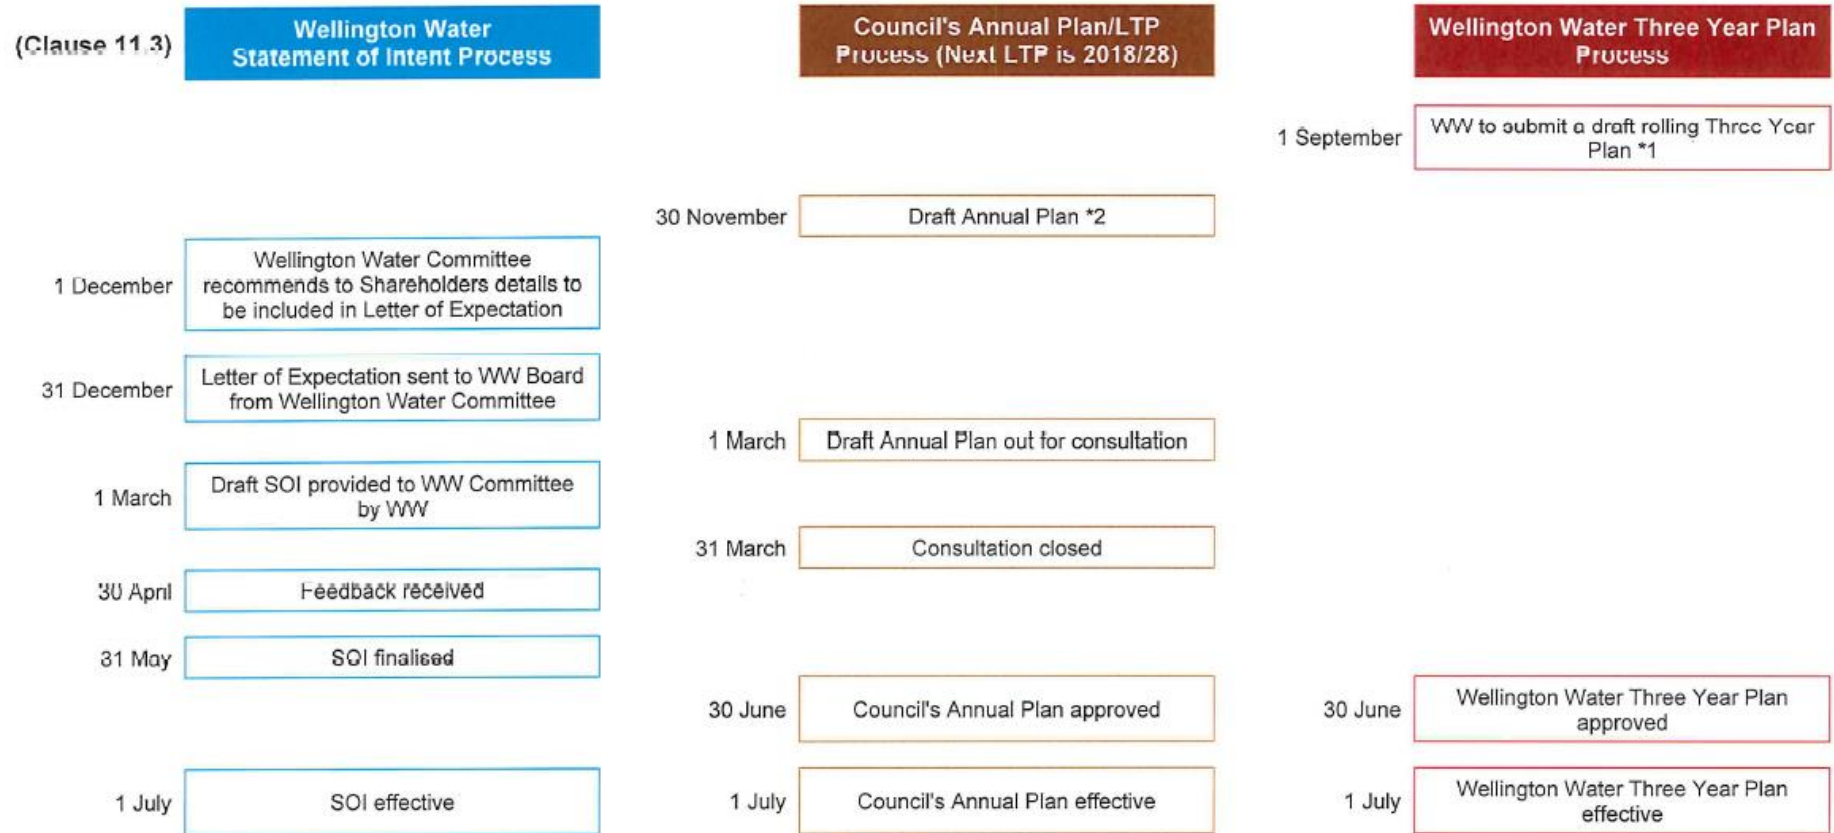 (Clause 11.3)
Wellington Water
Statement of Intent Process
Council's Annual Plan/LTP
Process (Next LTP is 2018/28)
Wellington Water Three Year Plan
Process
1 September
WW to submit a draft rolling Three Year
Plan *1
30 November
Draft Annual Plan *2
1 December
Wellington Water Committee
recommends to Shareholders details to
be included in Letter of Expectation
31 December
Letter of Expectation sent to WW Board
from Wellington Water Committee
1 March
Draft Annual Plan out for consultation
1 March
Draft SOI provided to WW Committee
by WW
31 March
Consultation closed
30 April
Feedback received
31 May
SOI finalised
30 June
Council's Annual Plan approved
30 June
Wellington Water Three Year Plan
approved
1 July
SOI effective
1 July
Council's Annual Plan effective
1 July
Wellington Water Three Year Plan
effective